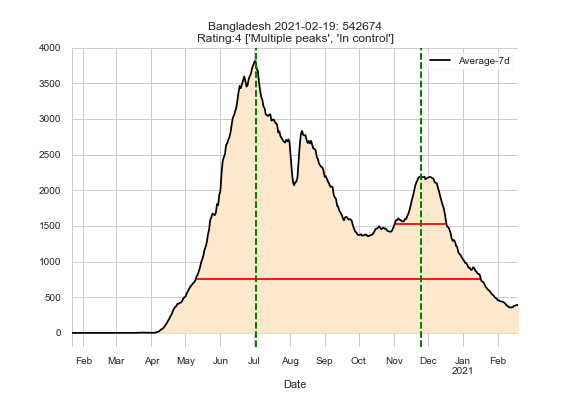 Bangladesh 2021-02-19: 542674
Rating:4 ['Multiple peaks', 'In control']
Average-7d
4000
3500
3000
2500
2000
1500
1000
500
0
Feb Mar Apr May Jun Jul Aug Sep Oct Nov Dec Jan Feb
2021
Date